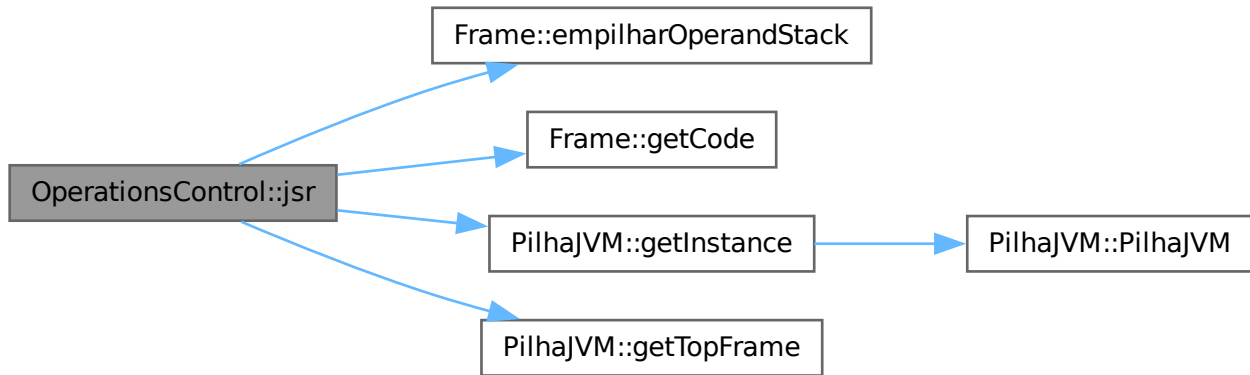 Frame::empilharOperandStack
Frame::getCode
OperationsControl::jsr
PilhaJVM::getInstance
PilhaJVM::PilhaJVM
PilhaJVM::getTopFrame